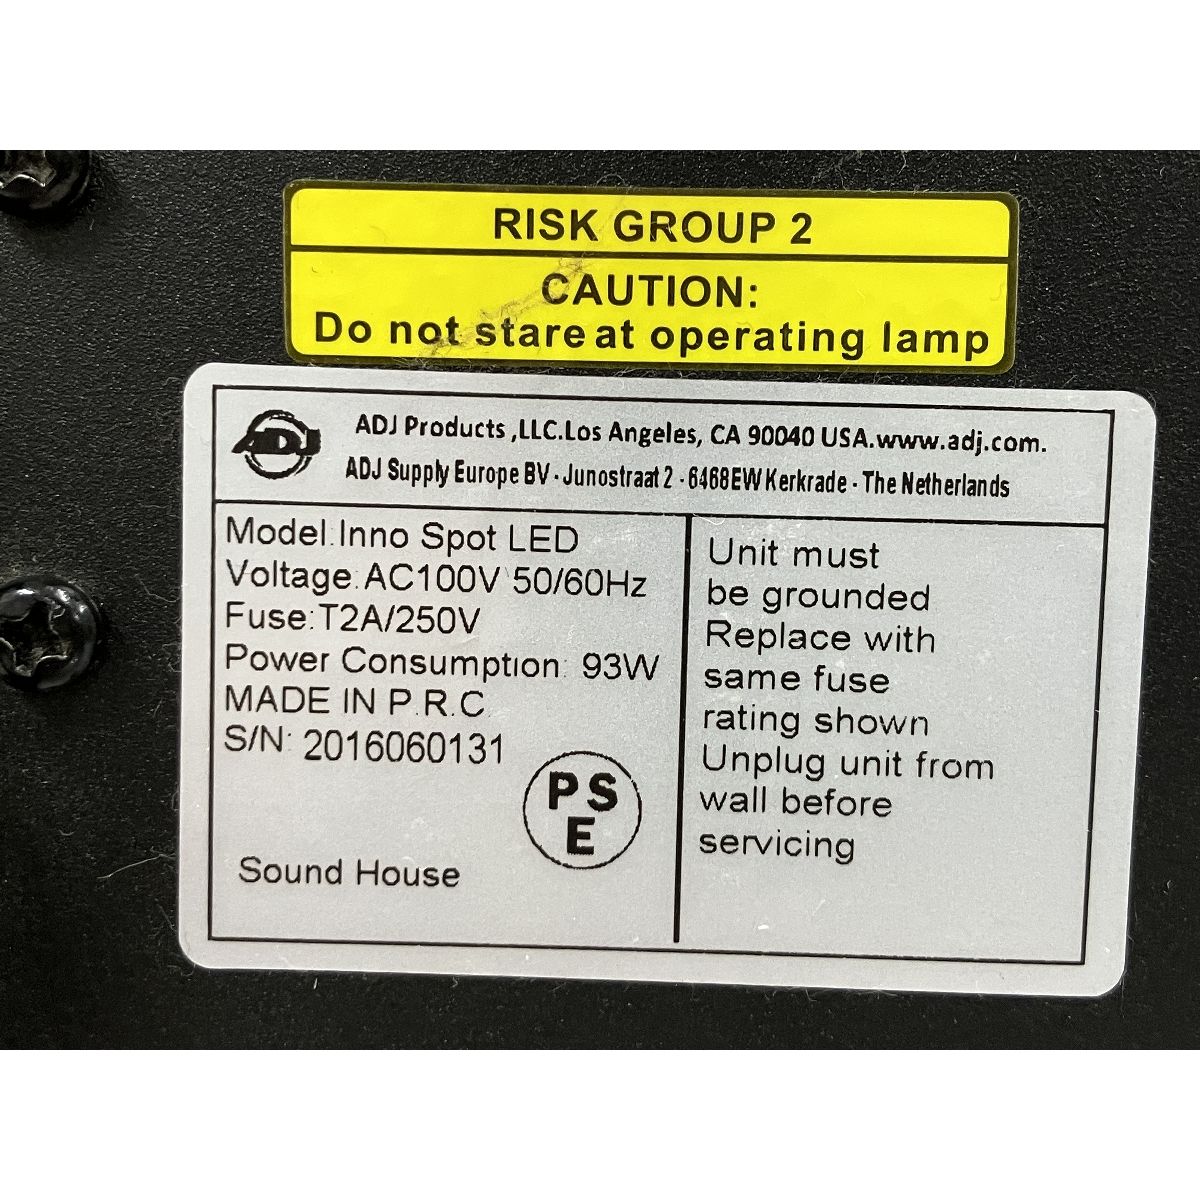 RISK GROUP 2
CAUTION:
Do not stare at operating lamp
ADJ
ADJ Products ,LLC.Los Angeles, CA 90040 USA.www.adj.com.
ADJ Supply Europe BV - Junostraat 2 - 6468EW Kerkrade - The Netherlands
Model:Inno Spot LED
Voltage:AC100V 50/60Hz
Fuse:T2A/250V
Power Consumption: 93W
MADE IN P.R.C
S/N: 2016060131
PS
E
Sound House
Unit must
be grounded
Replace with
same fuse
rating shown
Unplug unit from
wall before
servicing